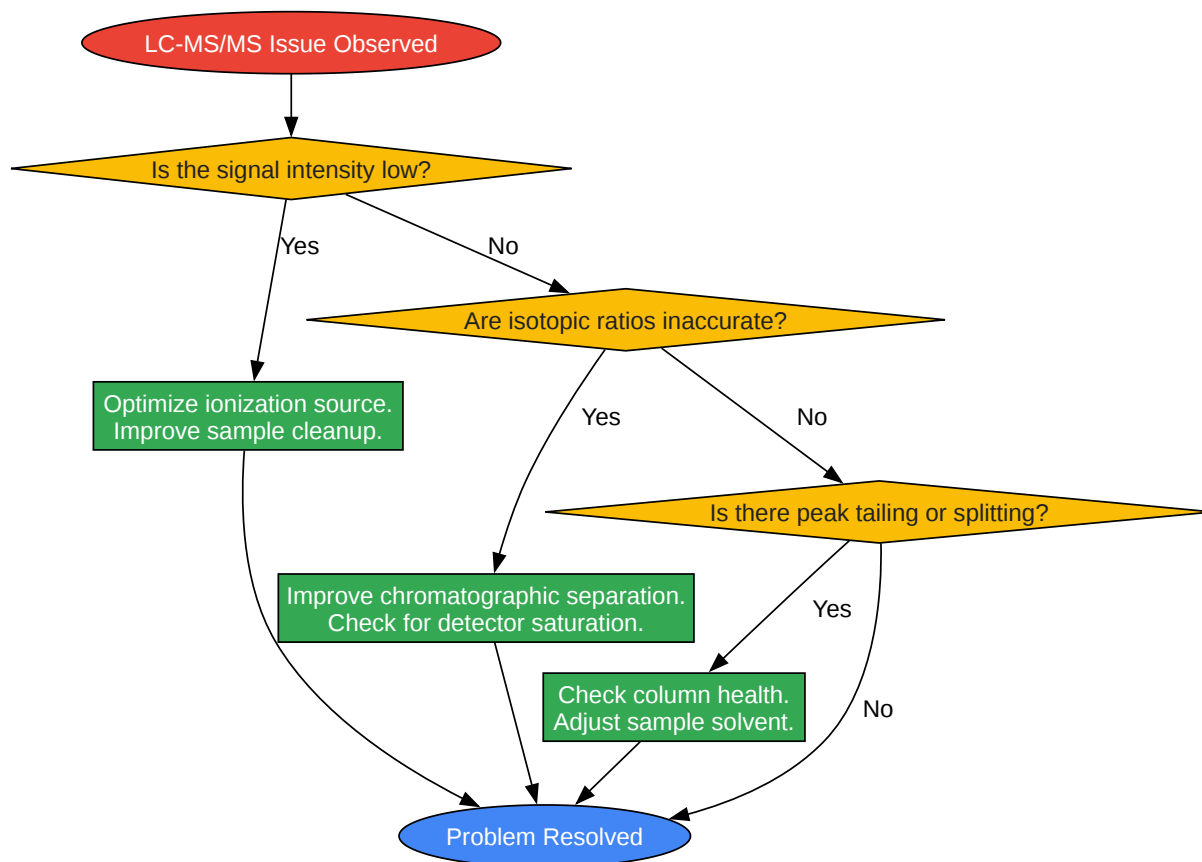 LC-MS/MS Issue Observed
Is the signal intensity low?
Yes
No
Are isotopic ratios inaccurate?
Optimize ionization source.
Improve sample cleanup.
Yes
No
Is there peak tailing or splitting?
Improve chromatographic separation.
Check for detector saturation.
Yes
Check column health.
Adjust sample solvent.
No
Problem Resolved